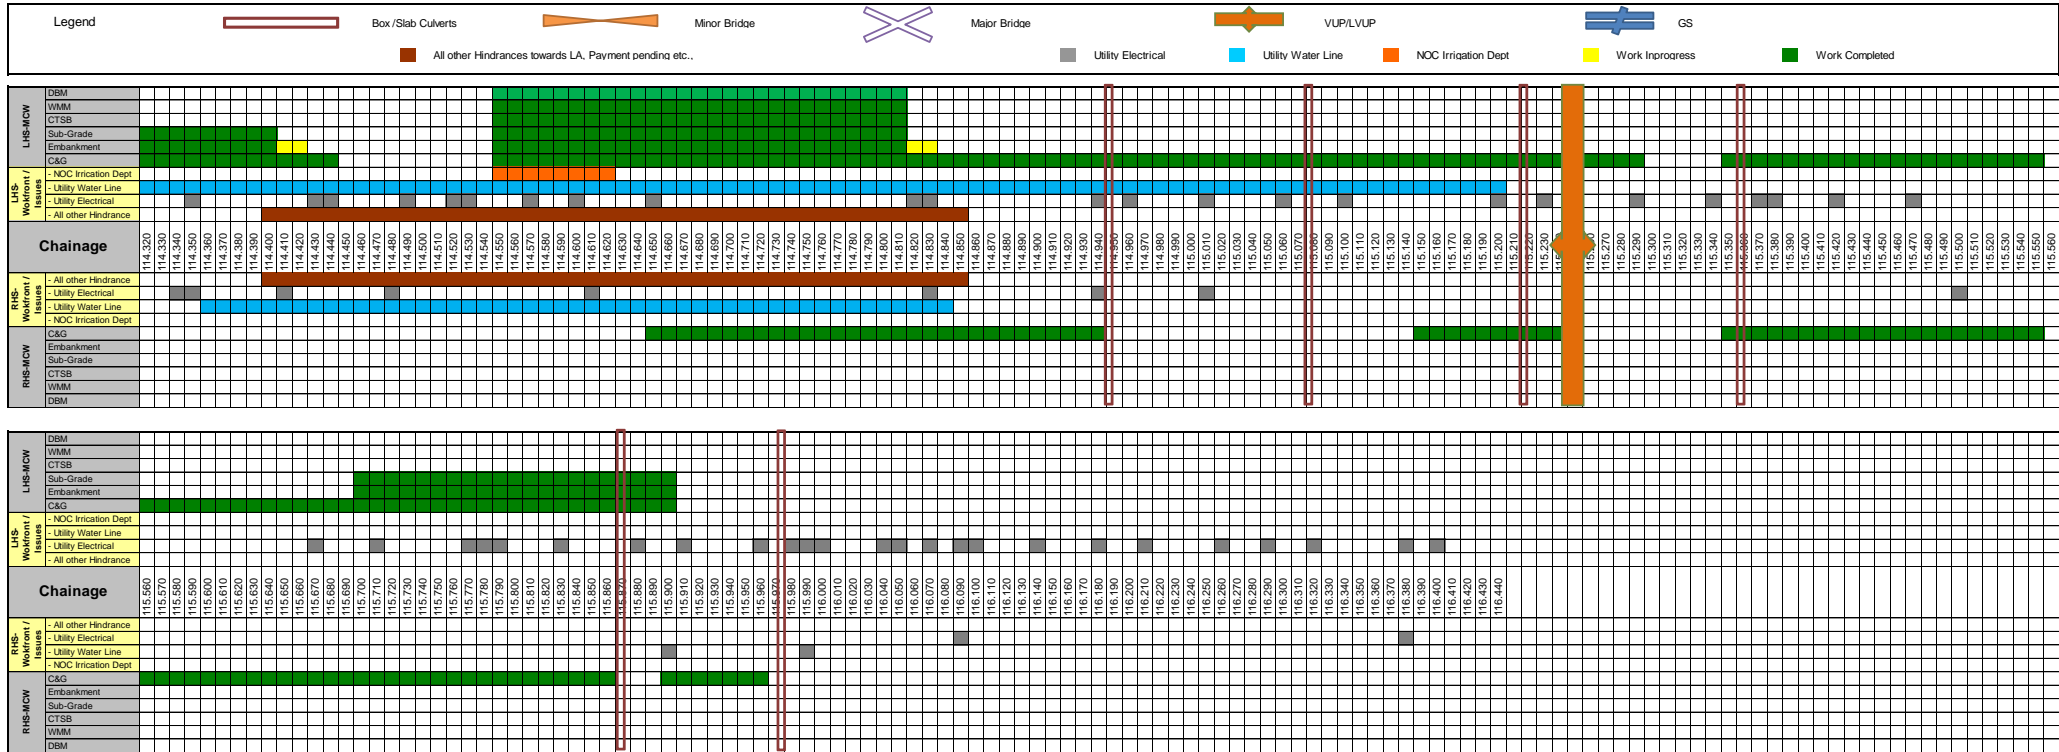 Legend Box /Slab Culverts Minor Bridge Major Bridge VUP/LVUP GS
All other Hindrances towards LA, Payment pending etc., Utility Electrical Utility Water Line NOC Irrigation Dept Work Inprogress Work Completed
LHS-MCW
DBM
WMM
CTSB
Sub-Grade
Embankment
C&G
LHS-
Wokfront /
Issues
- NOC Irrigation Dept
- Utility Water Line
- Utility Electrical
- All other Hindrance
Chainage 114.320 114.330 114.340 114.350 114.360 114.370 114.380 114.390 114.400 114.410 114.420 114.430 114.440 114.450 114.460 114.470 114.480 114.490 114.500 114.510 114.520 114.530 114.540 114.550 114.560 114.570 114.580 114.590 114.600 114.610 114.620 114.630 114.640 114.650 114.660 114.670 114.680 114.690 114.700 114.710 114.720 114.730 114.740 114.750 114.760 114.770 114.780 114.790 114.800 114.810 114.820 114.830 114.840 114.850 114.860 114.870 114.880 114.890 114.900 114.910 114.920 114.930 114.940 114.950 114.960 114.970 114.980 114.990 115.000 115.010 115.020 115.030 115.040 115.050 115.060 115.070 115.080 115.090 115.100 115.110 115.120 115.130 115.140 115.150 115.160 115.170 115.180 115.190 115.200 115.210 115.220 115.230 115.270 115.280 115.290 115.300 115.310 115.320 115.330 115.340 115.350 115.360 115.370 115.380 115.390 115.400 115.410 115.420 115.430 115.440 115.450 115.460 115.470 115.480 115.490 115.500 115.510 115.520 115.530 115.540 115.550 115.560
RHS-
Wokfront /
Issues
- All other Hindrance
- Utility Electrical
- Utility Water Line
- NOC Irrigation Dept
RHS-MCW
C&G
Embankment
Sub-Grade
CTSB
WMM
DBM
LHS-MCW
DBM
WMM
CTSB
Sub-Grade
Embankment
C&G
LHS-
Wokfront /
Issues
- NOC Irrigation Dept
- Utility Water Line
- Utility Electrical
- All other Hindrance
Chainage 115.560 115.570 115.580 115.590 115.600 115.610 115.620 115.630 115.640 115.650 115.660 115.670 115.680 115.690 115.700 115.710 115.720 115.730 115.740 115.750 115.760 115.770 115.780 115.790 115.800 115.810 115.820 115.830 115.840 115.850 115.860 115.870 115.880 115.890 115.900 115.910 115.920 115.930 115.940 115.950 115.960 115.970 115.980 115.990 116.000 116.010 116.020 116.030 116.040 116.050 116.060 116.070 116.080 116.090 116.100 116.110 116.120 116.130 116.140 116.150 116.160 116.170 116.180 116.190 116.200 116.210 116.220 116.230 116.240 116.250 116.260 116.270 116.280 116.290 116.300 116.310 116.320 116.330 116.340 116.350 116.360 116.370 116.380 116.390 116.400 116.410 116.420 116.430 116.440
RHS-
Wokfront /
Issues
- All other Hindrance
- Utility Electrical
- Utility Water Line
- NOC Irrigation Dept
RHS-MCW
C&G
Embankment
Sub-Grade
CTSB
WMM
DBM